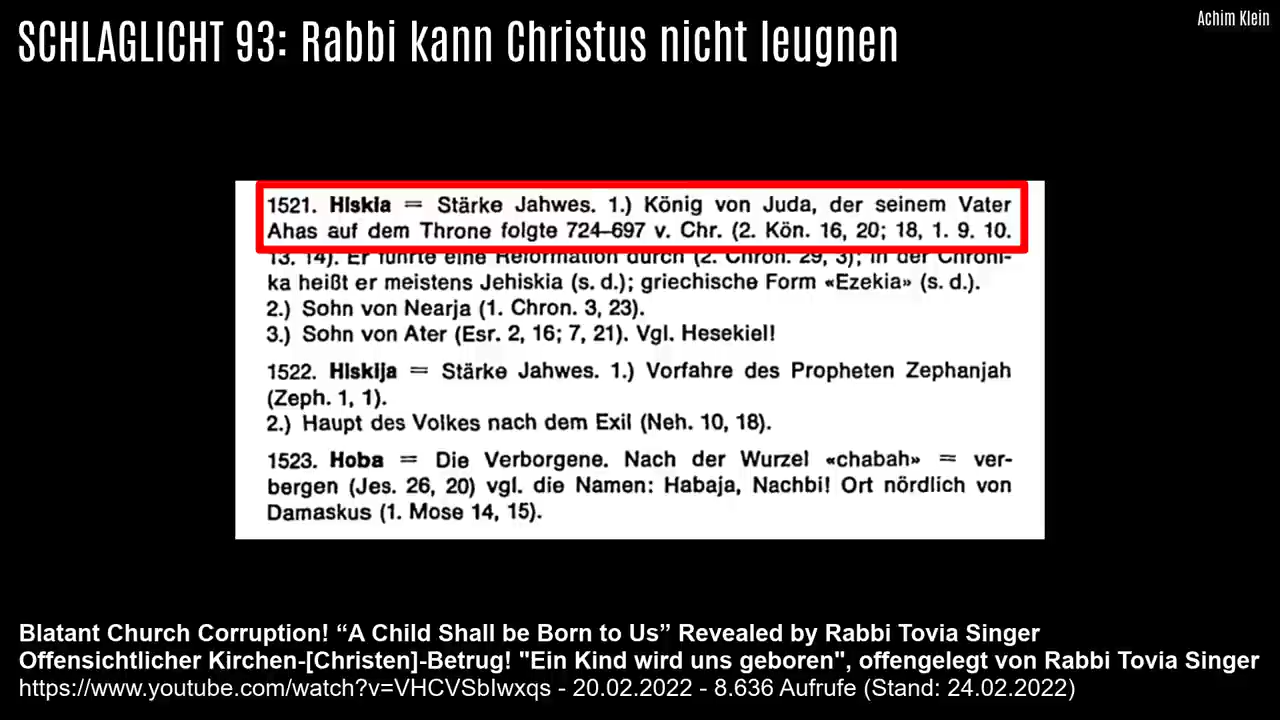 SCHLAGLICHT 93: Rabbi kann Christus nicht leugnen
Achim Klein
1521. Hiskia = Stärke Jahwes. 1.) König von Juda, der seinem Vater
Ahas auf dem Throne folgte 724–697 v. Chr. (2. Kön. 16, 20; 18, 1. 9. 10.
13. 14). Er führte eine Reformation durch (2. Chron. 29, 3); in der Chroni-
ka heißt er meistens Jehiskia (s. d.); griechische Form «Ezekia» (s. d.).
2.) Sohn von Nearja (1. Chron. 3, 23).
3.) Sohn von Ater (Esr. 2, 16; 7, 21). Vgl. Hesekiel!
1522. Hiskija = Stärke Jahwes. 1.) Vorfahre des Propheten Zephanjah
(Zeph. 1, 1).
2.) Haupt des Volkes nach dem Exil (Neh. 10, 18).
1523. Hoba = Die Verborgene. Nach der Wurzel «chabah» = ver-
bergen (Jes. 26, 20) vgl. die Namen: Habaja, Nachbi! Ort nördlich von
Damaskus (1. Mose 14, 15).
Blatant Church Corruption! “A Child Shall be Born to Us” Revealed by Rabbi Tovia Singer
Offensichtlicher Kirchen-[Christen]-Betrug! "Ein Kind wird uns geboren", offengelegt von Rabbi Tovia Singer
https://www.youtube.com/watch?v=VHCVSbIwxqs - 20.02.2022 - 8.636 Aufrufe (Stand: 24.02.2022)